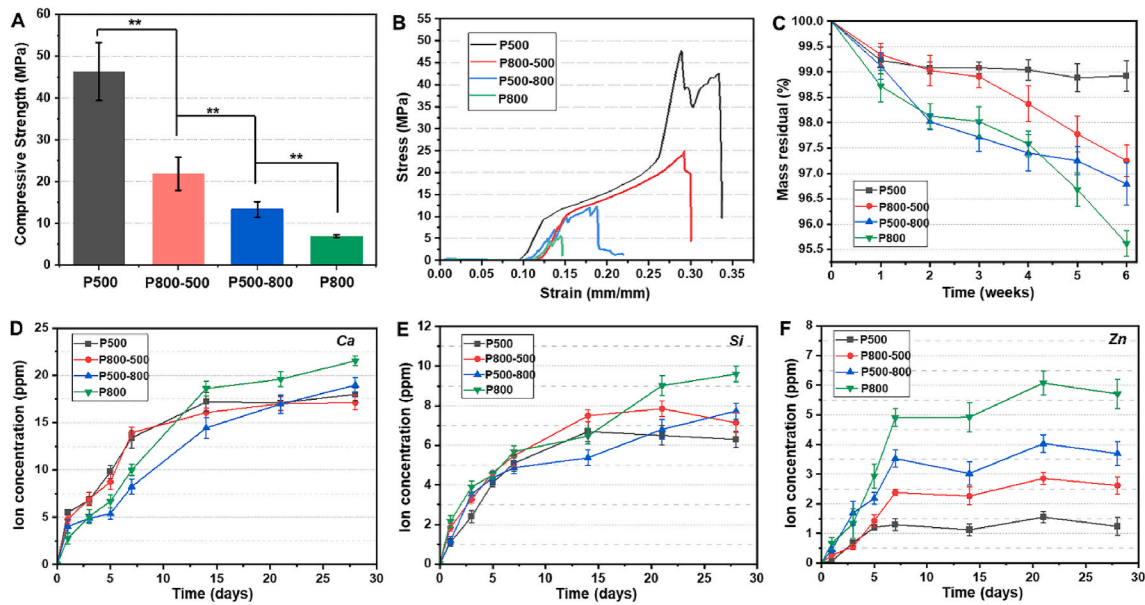 A
Compressive Strength (MPa)
60
50
40
30
20
10
0
**
**
**
P500
P800-500
P500-800
P800
B
Stress (MPa)
55
50
45
40
35
30
25
20
15
10
5
0
P500
P800-500
P500-800
P800
0.00
0.05
0.10
0.15
0.20
0.25
0.30
0.35
Strain (mm/mm)
C
Mass residual (%)
100.0
99.5
99.0
98.5
98.0
97.5
97.0
96.5
96.0
95.5
P500
P800-500
P500-800
P800
0
1
2
3
4
5
6
Time (weeks)
D
Ca
Ion concentration (ppm)
25
20
15
10
5
0
P500
P800-500
P500-800
P800
0
5
10
15
20
25
30
Time (days)
E
Si
Ion concentration (ppm)
12
11
10
9
8
7
6
5
4
3
2
1
0
P500
P800-500
P500-800
P800
0
5
10
15
20
25
30
Time (days)
F
Zn
Ion concentration (ppm)
8
7
6
5
4
3
2
1
0
P500
P800-500
P500-800
P800
0
5
10
15
20
25
30
Time (days)